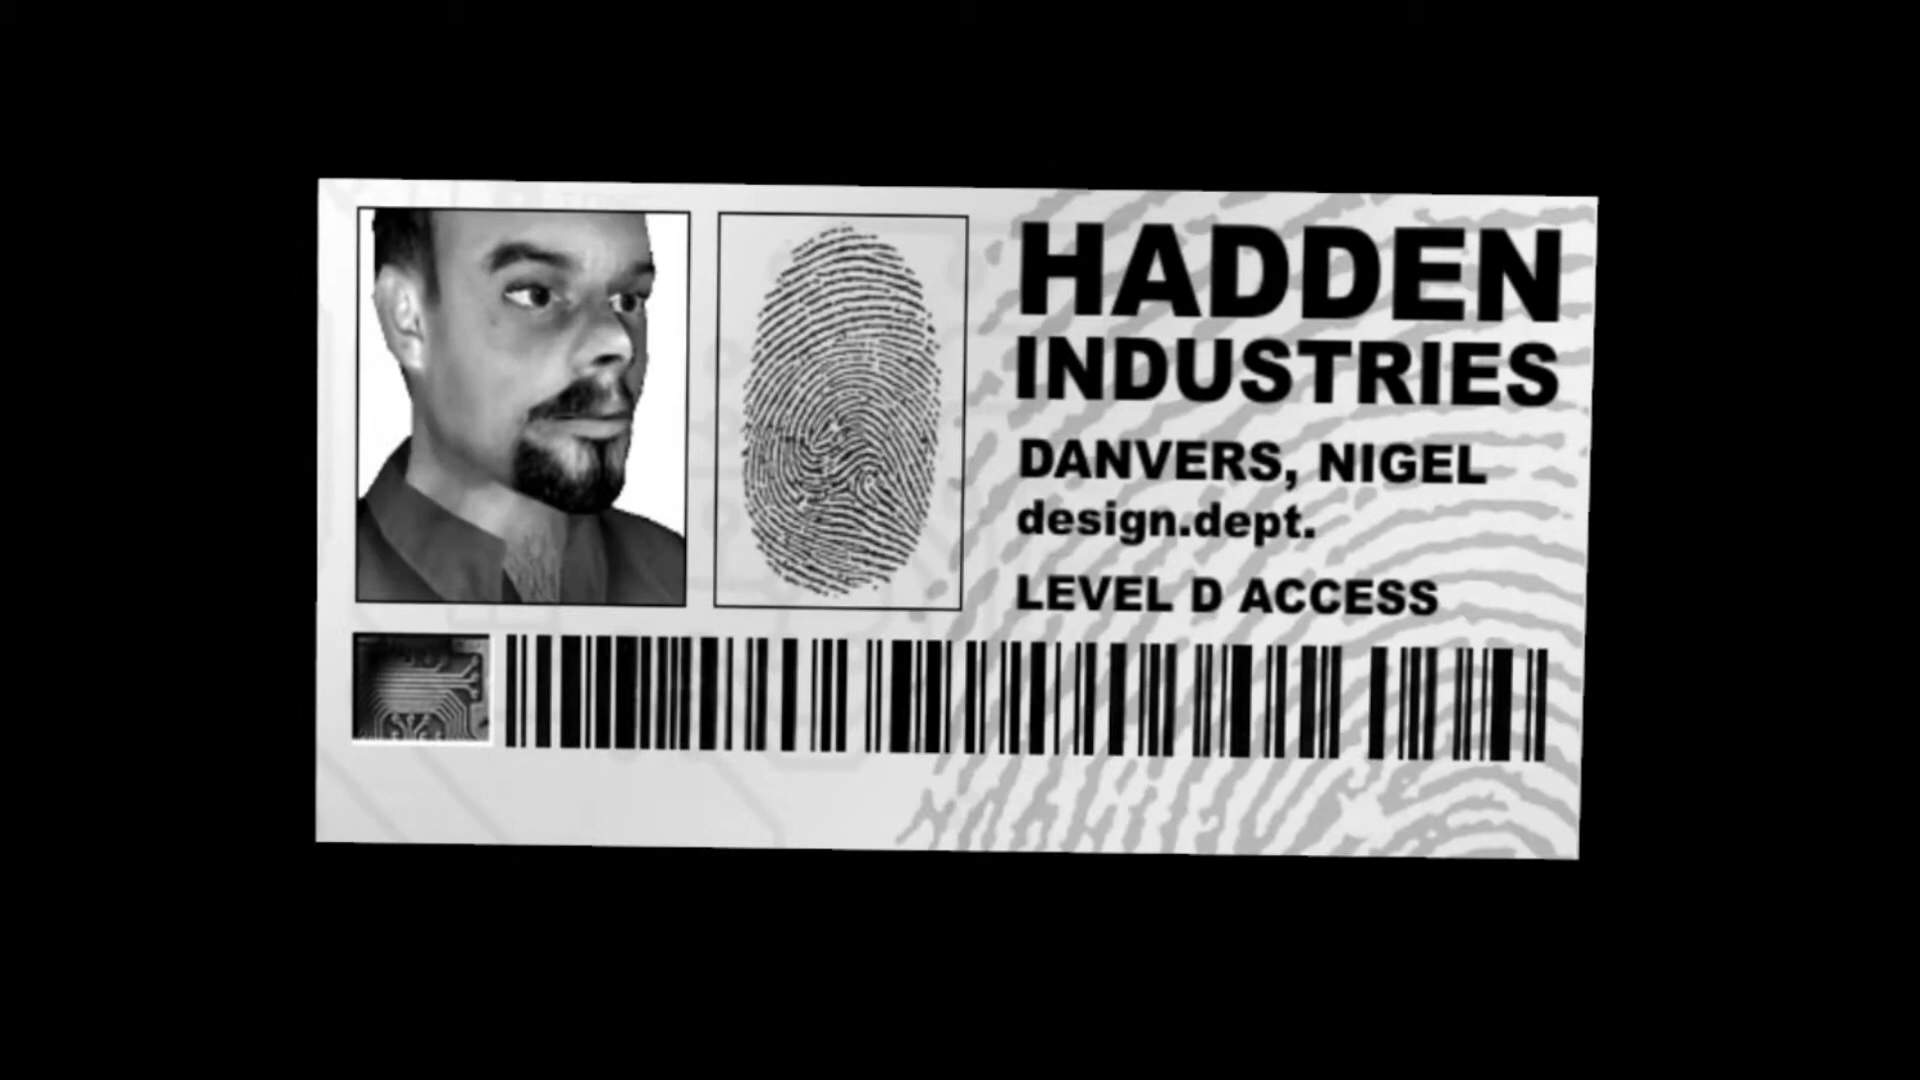 HADDEN
INDUSTRIES
DANVERS, NIGEL
design.dept.
LEVEL D ACCESS